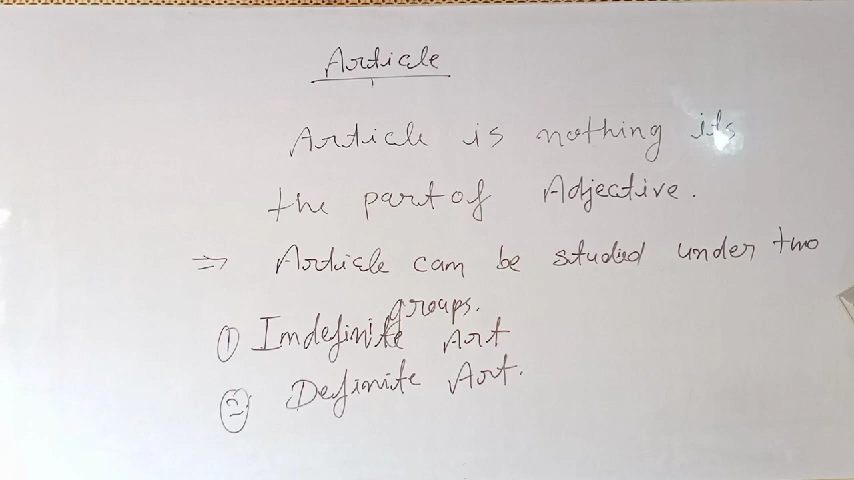 Article
Article is nothing its
the part of Adjective.
⇒ Article can be studied under two
groups.
① Indefinite Art
② Definite Art.